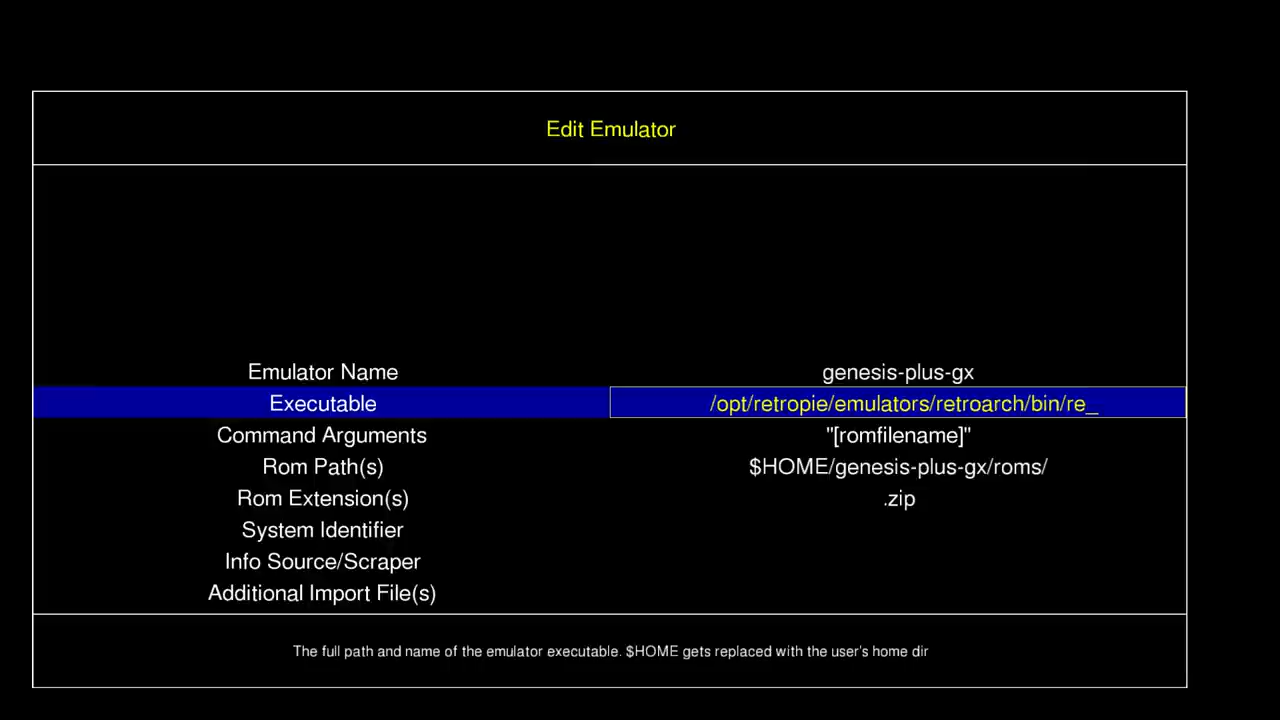 Edit Emulator
Emulator Name genesis-plus-gx
Executable /opt/retropie/emulators/retroarch/bin/re_
Command Arguments "[romfilename]"
Rom Path(s) $HOME/genesis-plus-gx/roms/
Rom Extension(s) .zip
System Identifier
Info Source/Scraper
Additional Import File(s)
The full path and name of the emulator executable. $HOME gets replaced with the user's home dir